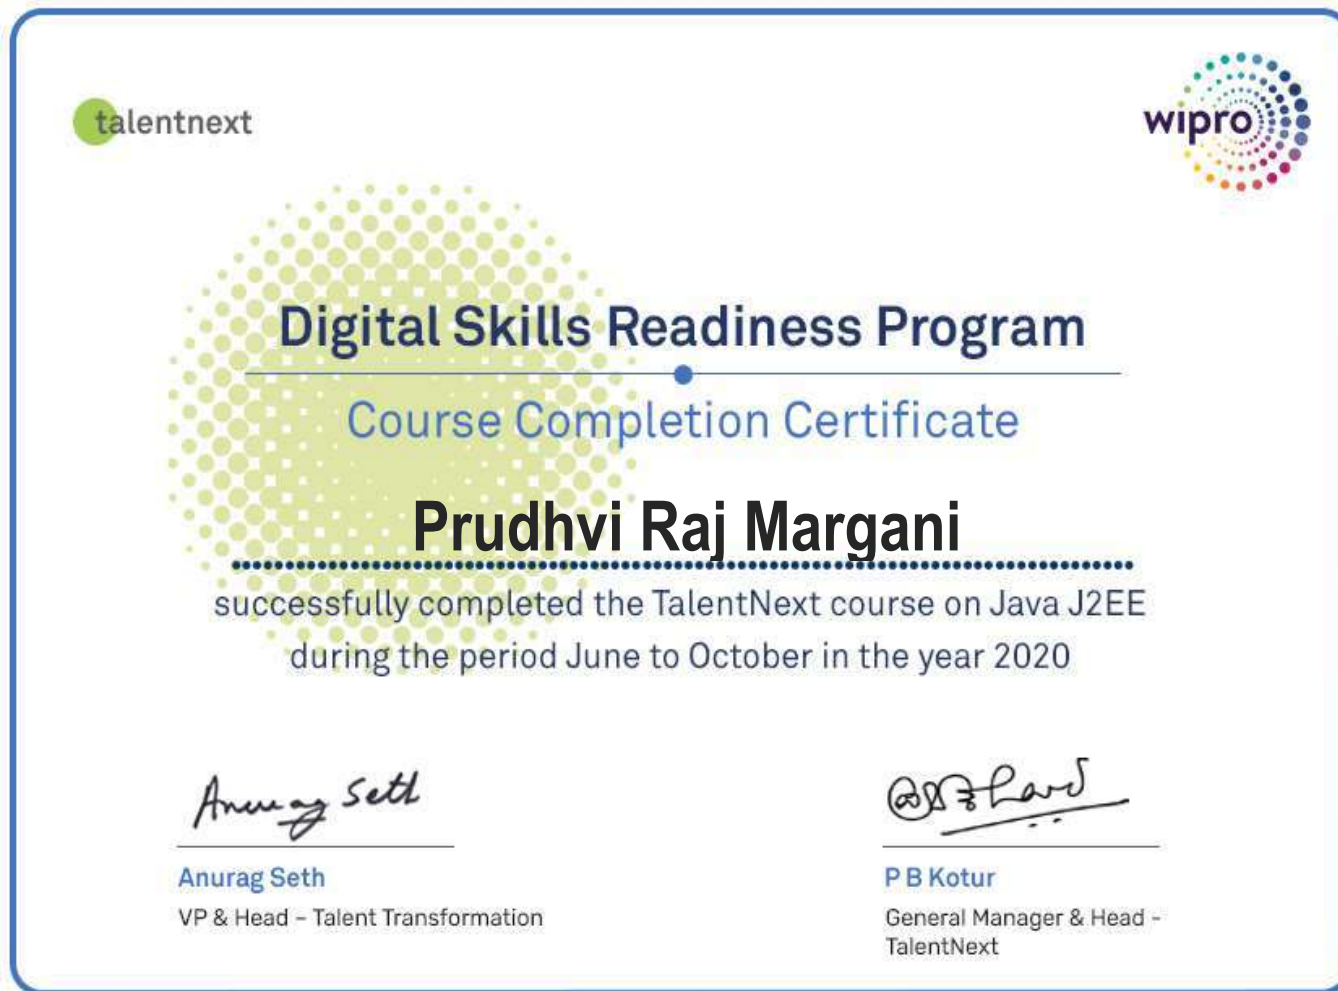 talentnext
wipro
Digital Skills Readiness Program
Course Completion Certificate
Prudhvi Raj Margani
successfully completed the TalentNext course on Java J2EE
during the period June to October in the year 2020
Anurag Seth
Anurag Seth
VP & Head – Talent Transformation
P B Kotur
General Manager & Head -
TalentNext